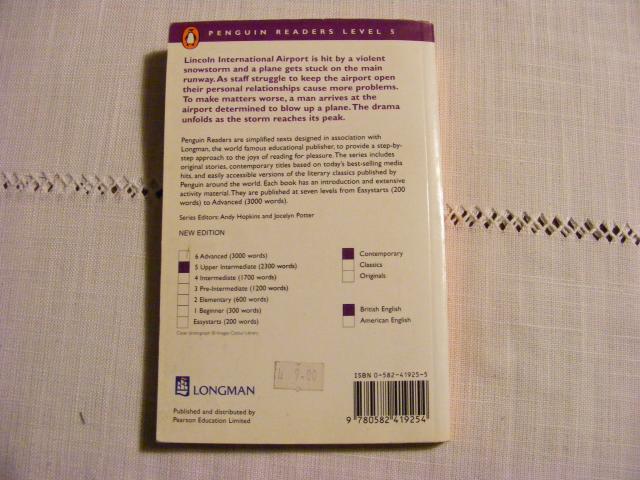 PENGUIN READERS LEVEL 5
Lincoln International Airport is hit by a violent
snowstorm and a plane gets stuck on the main
runway. As staff struggle to keep the airport open
their personal relationships cause more problems.
To make matters worse, a man arrives at the
airport determined to blow up a plane. The drama
unfolds as the storm reaches its peak.
Penguin Readers are simplified texts designed in association with
Longman, the world famous educational publisher, to provide a step-by-
step approach to the joys of reading for pleasure. The series includes
original stories, contemporary titles based on today's best-selling media
hits, and easily accessible versions of the literary classics published by
Penguin around the world. Each book has an introduction and extensive
activity material. They are published at seven levels from Easystarts (200
words) to Advanced (3000 words).
Series Editors: Andy Hopkins and Jocelyn Potter
NEW EDITION
6 Advanced (3000 words)
5 Upper Intermediate (2300 words)
4 Intermediate (1700 words)
3 Pre-Intermediate (1200 words)
2 Elementary (600 words)
1 Beginner (300 words)
Easystarts (200 words)
Contemporary
Classics
Originals
British English
American English
Cover photograph © Images Colour Library
9.00
LONGMAN
Published and distributed by
Pearson Education Limited
ISBN 0-582-41925-5
9 780582 419254